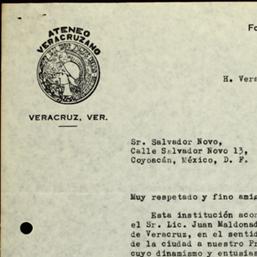 Fo
ATENEO
VERACRUZANO
H. Vera
VERACRUZ, VER.
Sr. Salvador Novo,
Calle Salvador Novo 13,
Coyoacán, México, D. F.
Muy respetado y fino amig
Esta institución acor
el Sr. Lic. Juan Maldonad
de Veracruz, en el sentid
de la ciudad a nuestro Pr
cuyo dinamismo y entusias